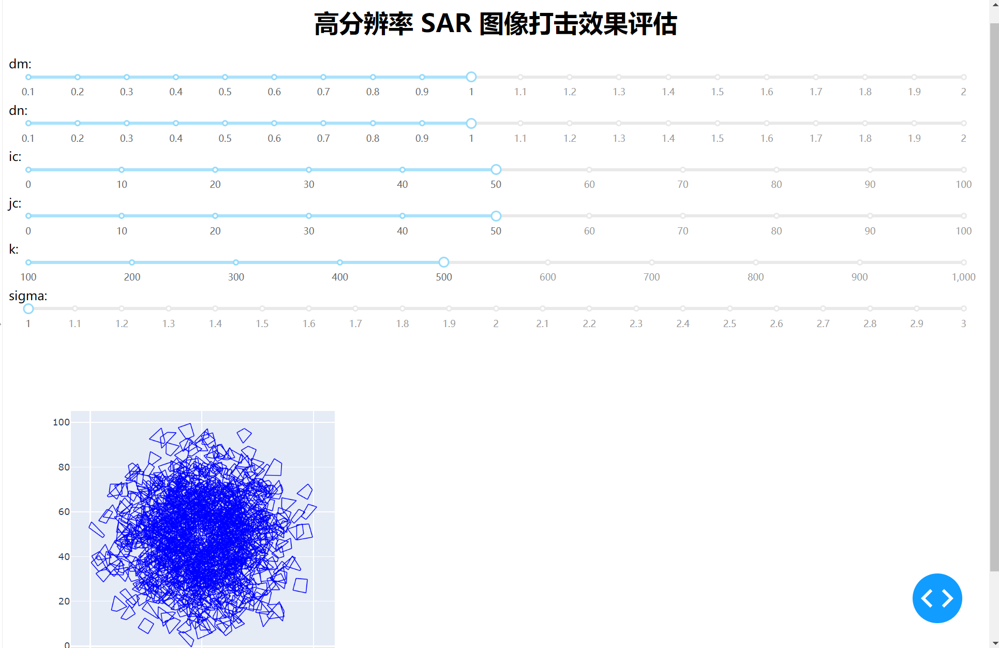 高分辨率 SAR 图像打击效果评估
dm:
0.1 0.2 0.3 0.4 0.5 0.6 0.7 0.8 0.9 1 1.1 1.2 1.3 1.4 1.5 1.6 1.7 1.8 1.9 2
dn:
0.1 0.2 0.3 0.4 0.5 0.6 0.7 0.8 0.9 1 1.1 1.2 1.3 1.4 1.5 1.6 1.7 1.8 1.9 2
ic:
0 10 20 30 40 50 60 70 80 90 100
jc:
0 10 20 30 40 50 60 70 80 90 100
k:
100 200 300 400 500 600 700 800 900 1,000
sigma:
1 1.1 1.2 1.3 1.4 1.5 1.6 1.7 1.8 1.9 2 2.1 2.2 2.3 2.4 2.5 2.6 2.7 2.8 2.9 3
100
80
60
40
20
0